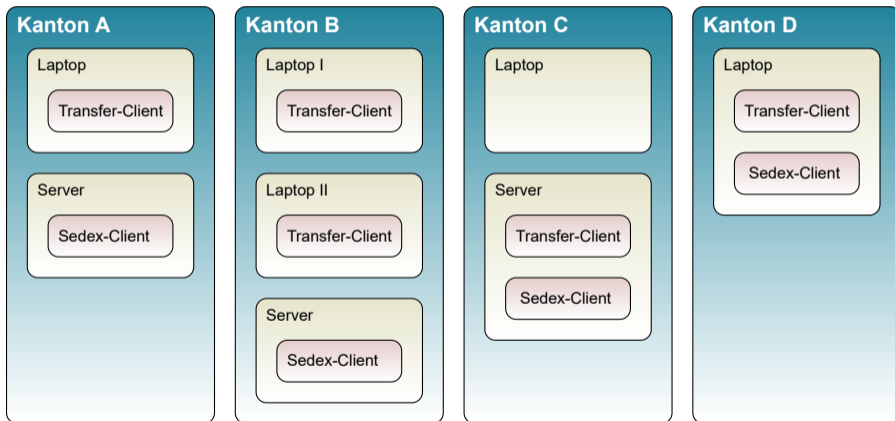 Kanton A
Laptop
Transfer-Client
Server
Sedex-Client
Kanton B
Laptop I
Transfer-Client
Laptop II
Transfer-Client
Server
Sedex-Client
Kanton C
Laptop
Server
Transfer-Client
Sedex-Client
Kanton D
Laptop
Transfer-Client
Sedex-Client